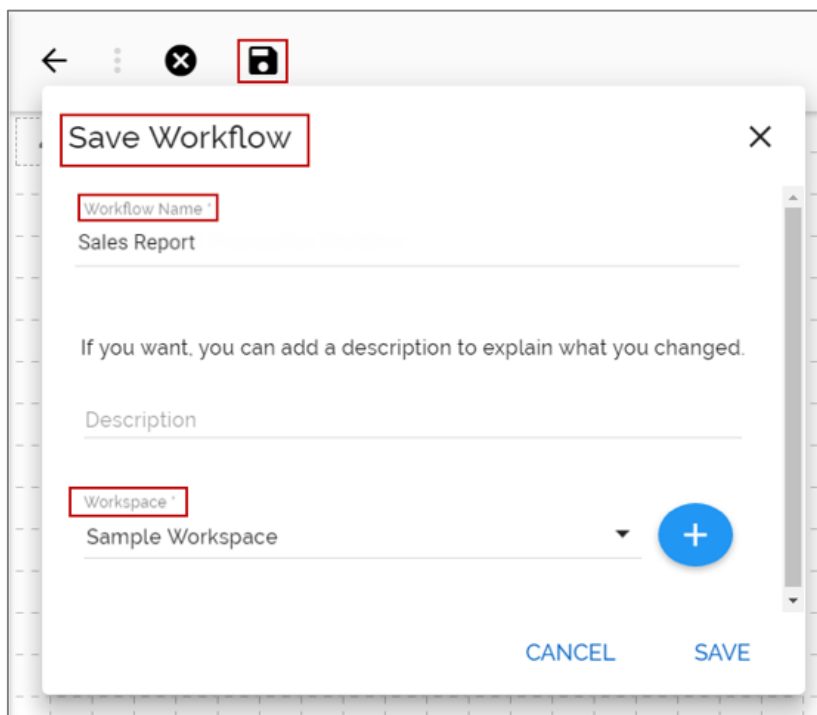 Save Workflow
Workflow Name *
Sales Report
If you want, you can add a description to explain what you changed.
Description
Workspace *
Sample Workspace
CANCEL SAVE